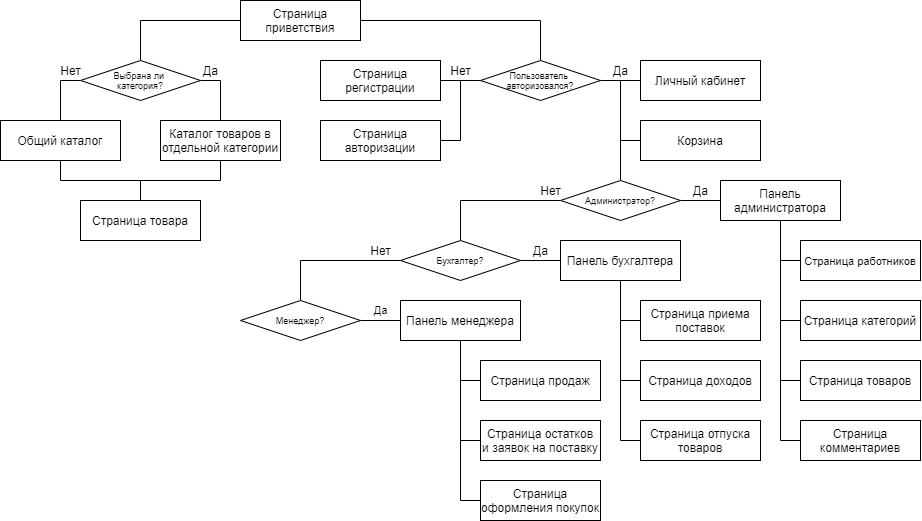 Страница
приветствия
Нет
Выбрана ли
категория?
Да
Страница
регистрации
Нет
Пользователь
авторизовался?
Да
Личный кабинет
Общий каталог
Каталог товаров в
отдельной категории
Страница
авторизации
Корзина
Страница товара
Нет
Администратор?
Да
Панель
администратора
Нет
Бухгалтер?
Да
Панель бухгалтера
Страница работников
Менеджер?
Да
Панель менеджера
Страница приема
поставок
Страница категорий
Страница продаж
Страница доходов
Страница товаров
Страница остатков
и заявок на поставку
Страница отпуска
товаров
Страница
комментариев
Страница
оформления покупок